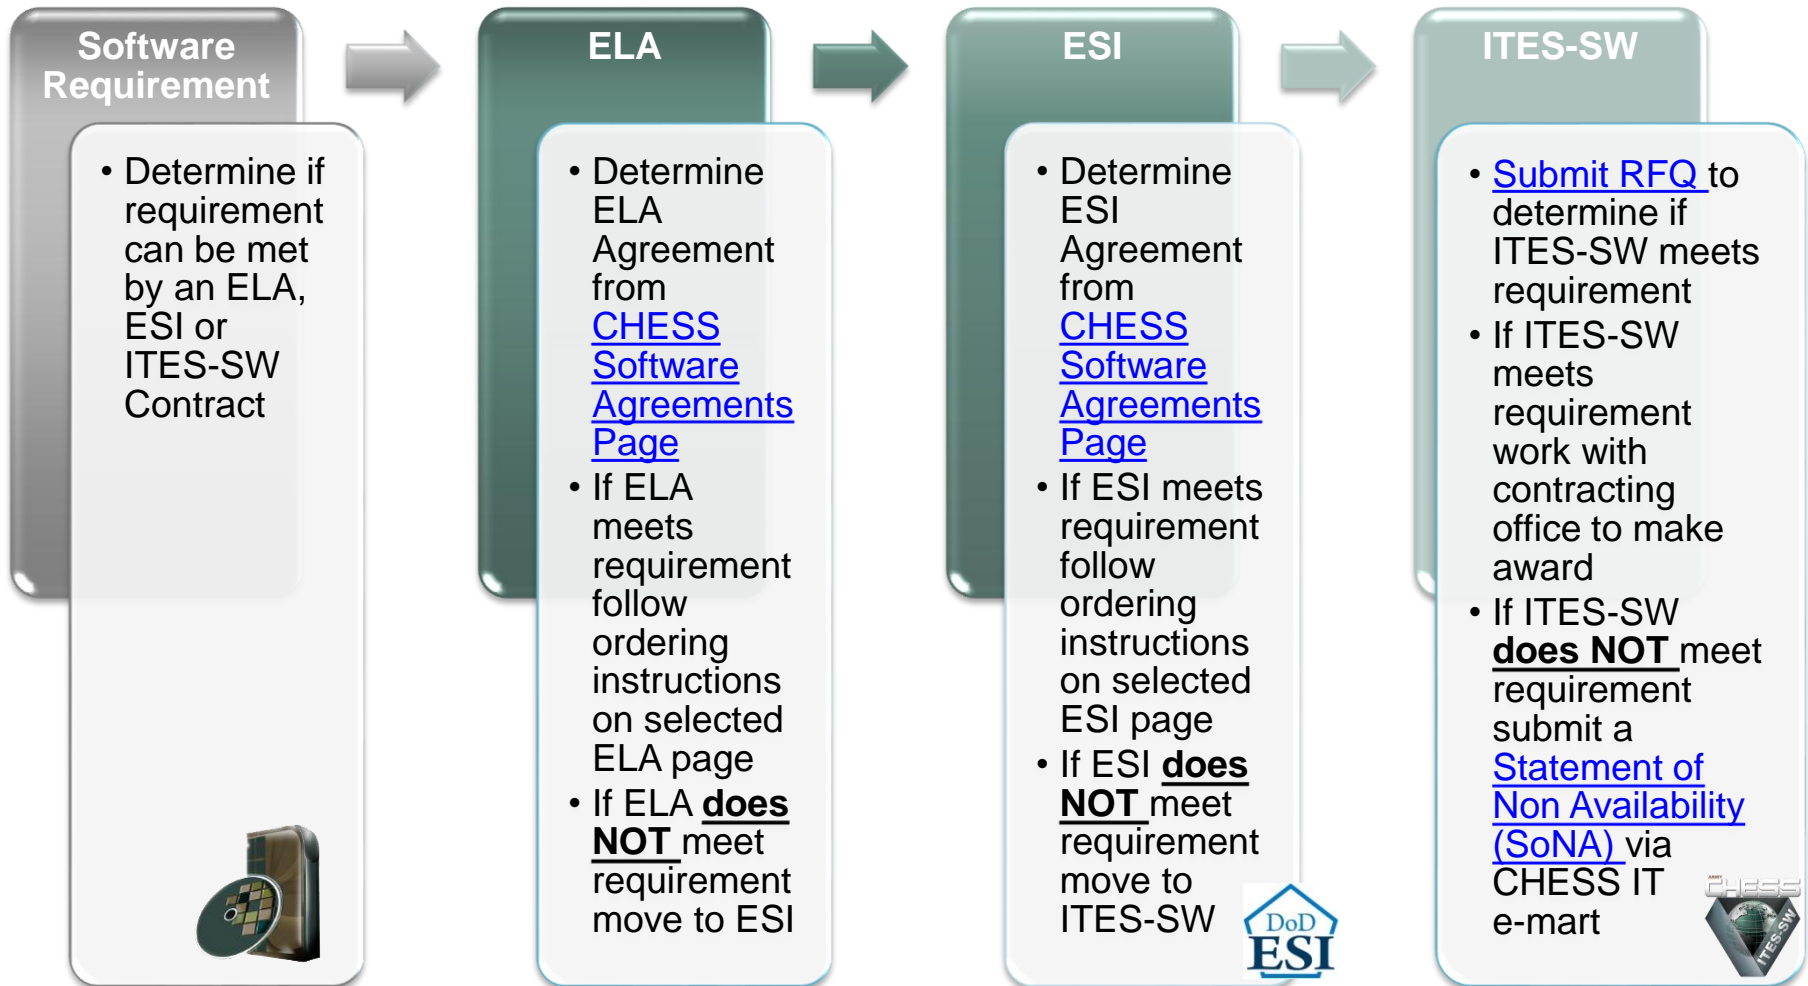 Software
Requirement
• Determine if
requirement
can be met
by an ELA,
ESI or
ITES-SW
Contract
ELA
• Determine
ELA
Agreement
from
CHESS
Software
Agreements
Page
• If ELA
meets
requirement
follow
ordering
instructions
on selected
ELA page
• If ELA does
NOT meet
requirement
move to ESI
ESI
• Determine
ESI
Agreement
from
CHESS
Software
Agreements
Page
• If ESI meets
requirement
follow
ordering
instructions
on selected
ESI page
• If ESI does
NOT meet
requirement
move to
ITES-SW
DoD
ESI
ITES-SW
• Submit RFQ to
determine if
ITES-SW meets
requirement
• If ITES-SW
meets
requirement
work with
contracting
office to make
award
• If ITES-SW
does NOT meet
requirement
submit a
Statement of
Non Availability
(SoNA) via
CHESS IT
e-mart
ARMY
CHESS
ITES-SW